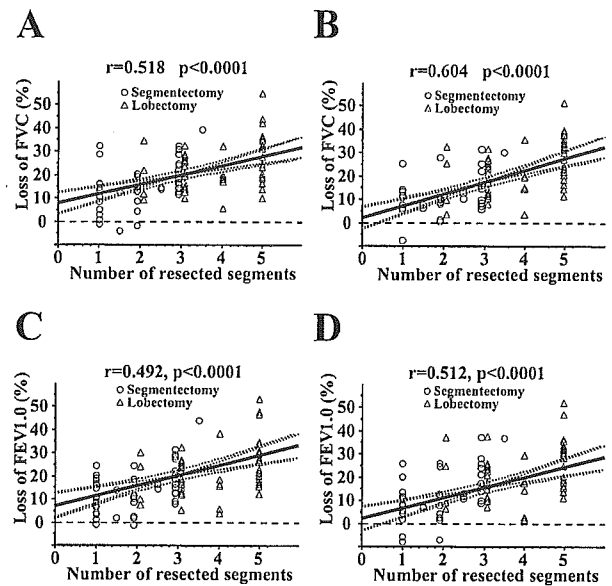 A
r=0.518 p<0.0001
○ Segmentectomy
△ Lobectomy
Loss of FVC (%)
50
40
30
20
10
0
0 1 2 3 4 5
Number of resected segments
B
r=0.604 p<0.0001
○ Segmentectomy
△ Lobectomy
Loss of FVC (%)
50
40
30
20
10
0
0 1 2 3 4 5
Number of resected segments
C
r=0.492, p<0.0001
○ Segmentectomy
△ Lobectomy
Loss of FEV1.0 (%)
50
40
30
20
10
0
0 1 2 3 4 5
Number of resected segments
D
r=0.512, p<0.0001
○ Segmentectomy
△ Lobectomy
Loss of FEV1.0 (%)
50
40
30
20
10
0
0 1 2 3 4 5
Number of resected segments